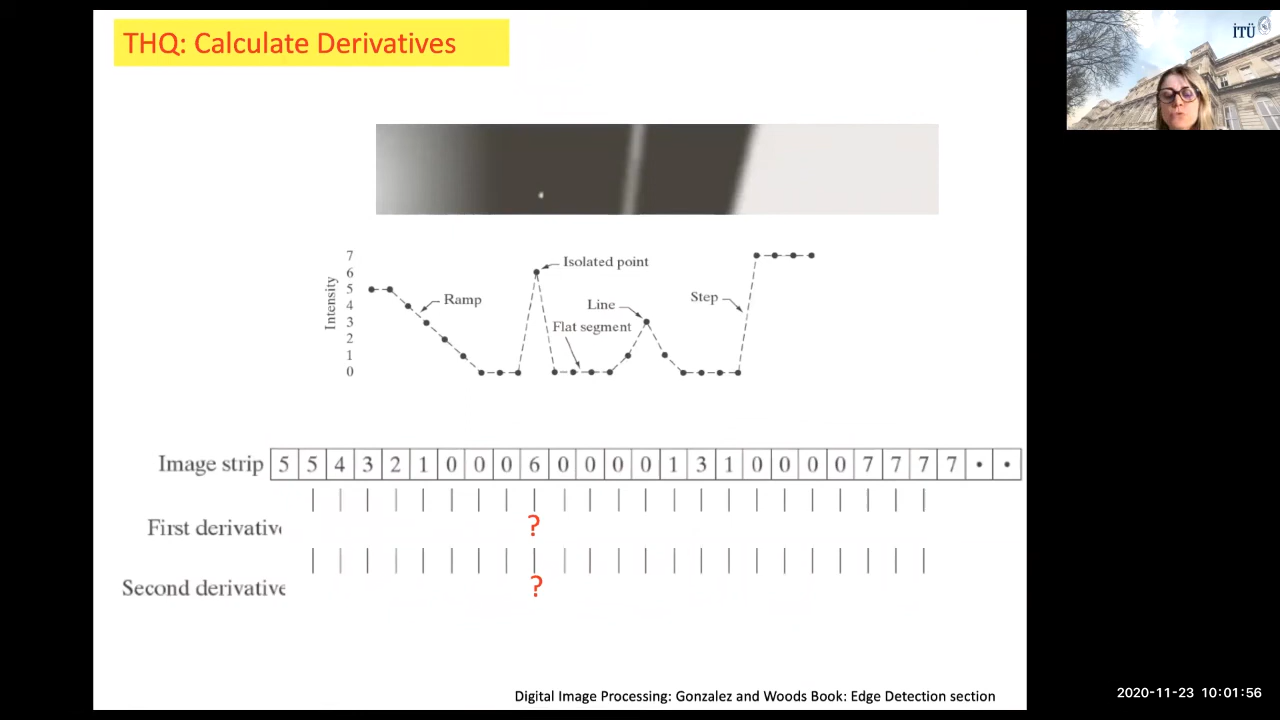 THQ: Calculate Derivatives
İTÜ
7
6
5
4
3
2
1
0
Intensity
Ramp
Isolated point
Line
Flat segment
Step
Image strip 5 5 4 3 2 1 0 0 0 6 0 0 0 0 1 3 1 0 0 0 0 7 7 7 7 • •
First derivative
?
Second derivative
?
Digital Image Processing: Gonzalez and Woods Book: Edge Detection section
2020-11-23 10:01:56